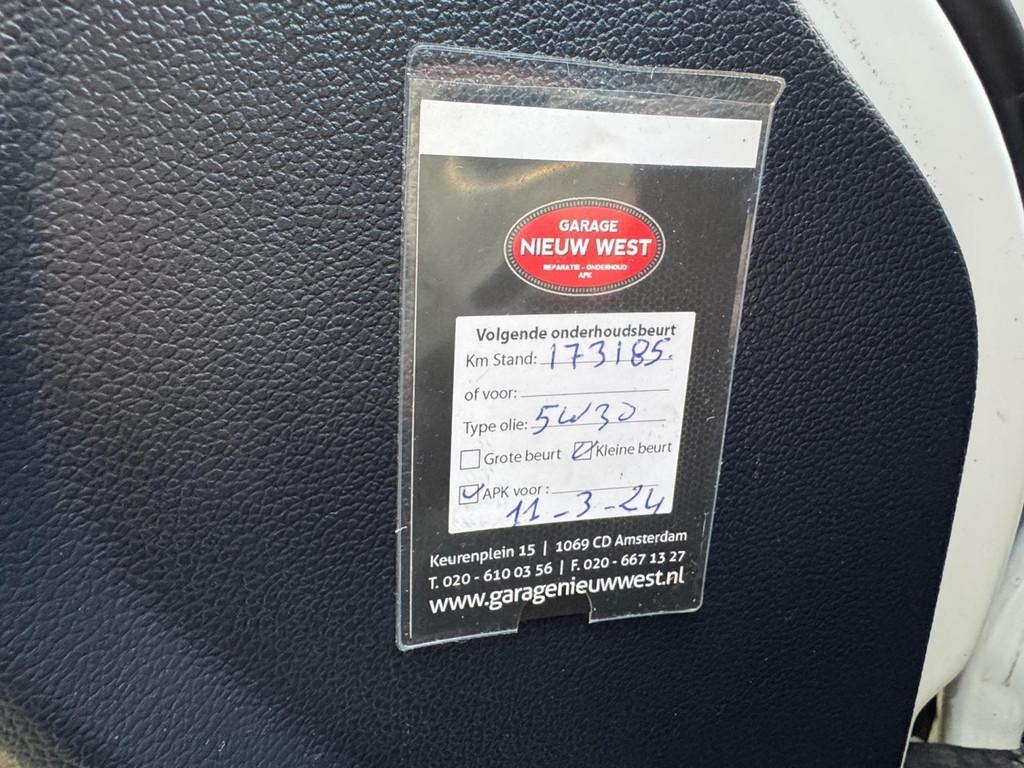 GARAGE
NIEUW WEST
REPARATIE - ONDERHOUD
APK
Volgende onderhoudsbeurt
Km Stand: 173185.
of voor:
Type olie: 5W30
Grote beurt Kleine beurt
APK voor:
11-3-24
Keurenplein 15 | 1069 CD Amsterdam
T. 020 - 610 03 56 | F. 020 - 667 13 27
www.garagenieuwwest.nl